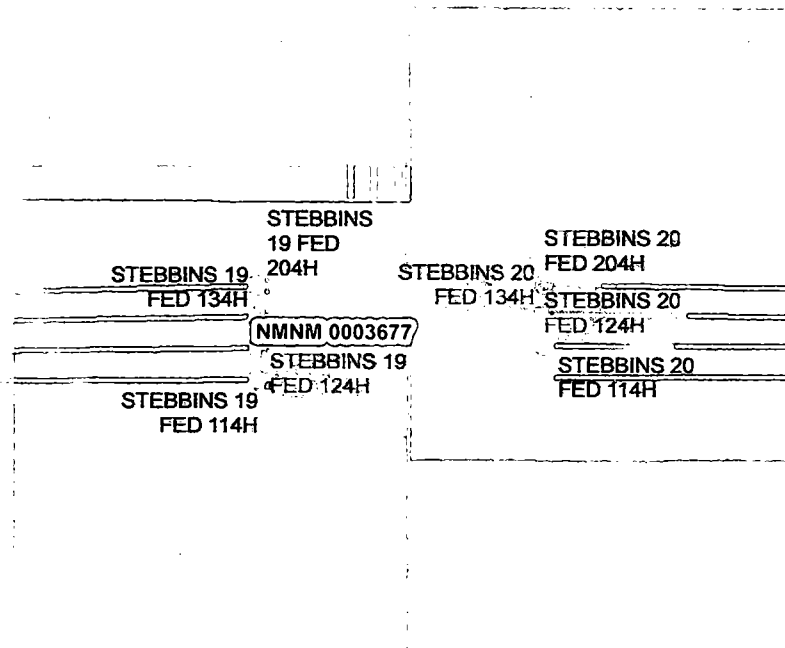 STEBBINS
19 FED
204H
STEBBINS 19
FED 134H
NMNM 0003677
STEBBINS 19
FED 124H
STEBBINS 19
FED 114H
STEBBINS 20
FED 204H
STEBBINS 20
FED 134H
STEBBINS 20
FED 124H
STEBBINS 20
FED 114H